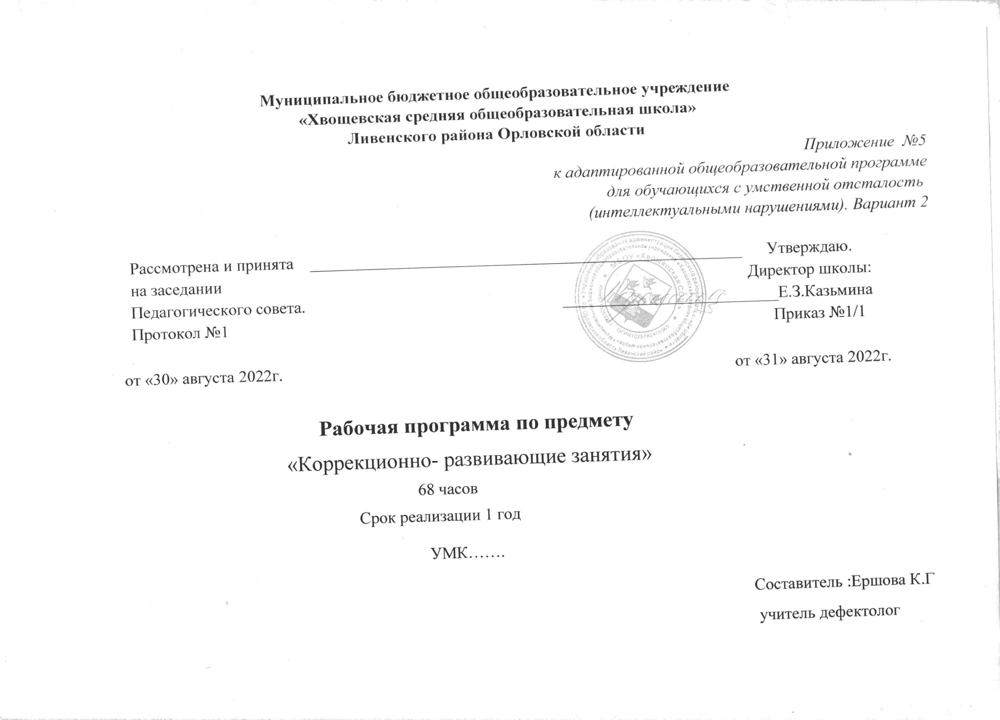 Муниципальное бюджетное общеобразовательное учреждение
«Хвощевская средняя общеобразовательная школа»
Ливенского района Орловской области
Приложение №5
к адаптированной общеобразовательной программе
для обучающихся с умственной отсталость
(интеллектуальными нарушениями). Вариант 2
Рассмотрена и принята
на заседании
Педагогического совета.
Протокол №1
от «30» августа 2022г.
Утверждаю.
Директор школы:
Е.З.Казьмина
Приказ №1/1
от «31» августа 2022г.
МБОУ «Хвощевская СОШ»
Рабочая программа по предмету
«Коррекционно- развивающие занятия»
68 часов
Срок реализации 1 год
УМК…….
Составитель :Ершова К.Г
учитель дефектолог